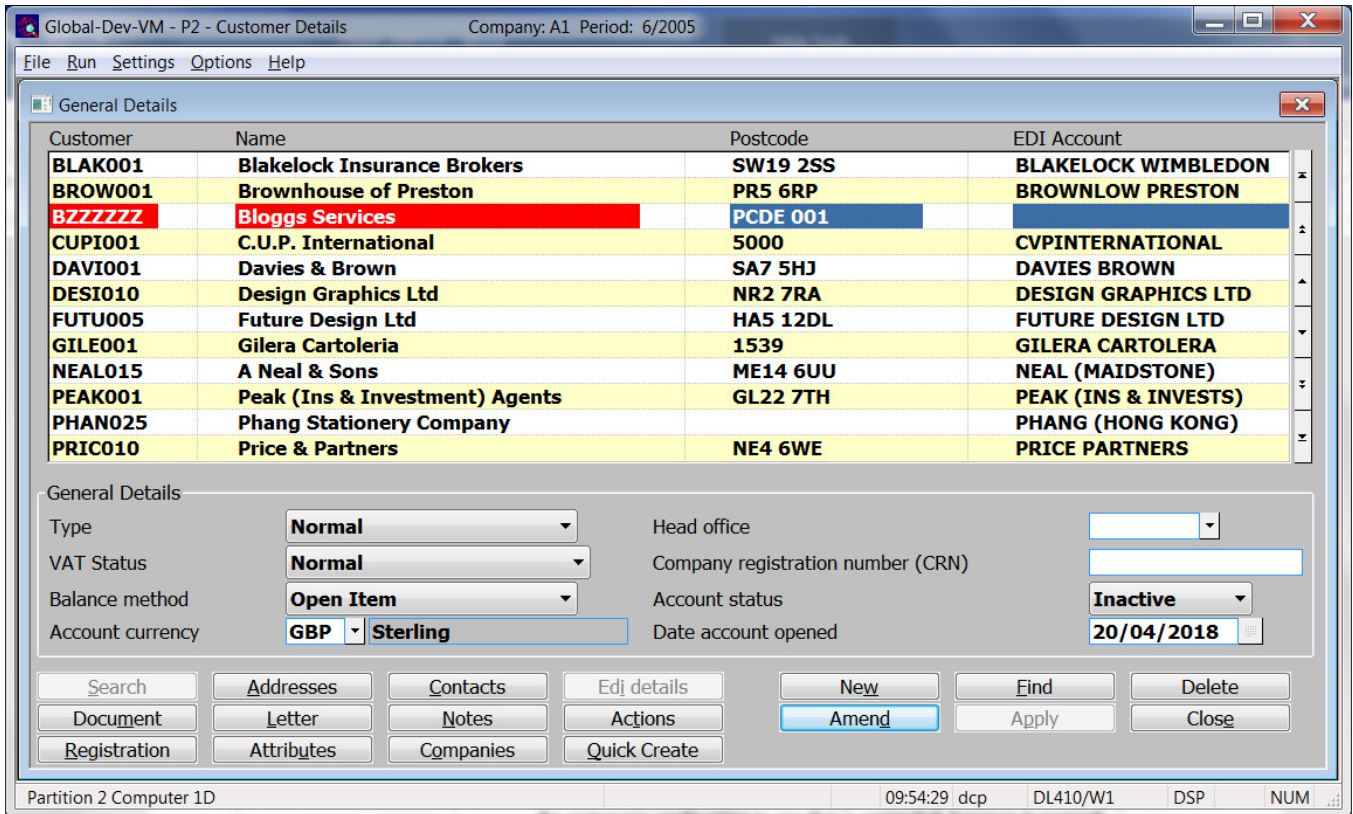 Global-Dev-VM - P2 - Customer Details Company: A1 Period: 6/2005
File Run Settings Options Help
General Details
Customer Name Postcode EDI Account
BLAK001 Blakelock Insurance Brokers SW19 2SS BLAKELOCK WIMBLEDON
BROW001 Brownhouse of Preston PR5 6RP BROWNLOW PRESTON
BZZZZZZ Bloggs Services PCDE 001
CUPI001 C.U.P. International 5000 CVPINTERNATIONAL
DAVI001 Davies & Brown SA7 5HJ DAVIES BROWN
DESI010 Design Graphics Ltd NR2 7RA DESIGN GRAPHICS LTD
FUTU005 Future Design Ltd HA5 12DL FUTURE DESIGN LTD
GILE001 Gilera Cartoleria 1539 GILERA CARTOLERA
NEAL015 A Neal & Sons ME14 6UU NEAL (MAIDSTONE)
PEAK001 Peak (Ins & Investment) Agents GL22 7TH PEAK (INS & INVESTS)
PHAN025 Phang Stationery Company PHANG (HONG KONG)
PRIC010 Price & Partners NE4 6WE PRICE PARTNERS
General Details
Type Normal Head office
VAT Status Normal Company registration number (CRN)
Balance method Open Item Account status Inactive
Account currency GBP Sterling Date account opened 20/04/2018
Search Addresses Contacts Edi details New Find Delete
Document Letter Notes Actions Amend Apply Close
Registration Attributes Companies Quick Create
Partition 2 Computer 1D 09:54:29 dcp DL410/W1 DSP NUM